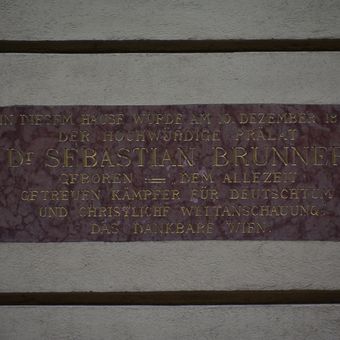 IN DIESEM HAUSE WURDE AM 10. DEZEMBER 18
DER HOCHWÜRDIGE PRÄLAT
DR SEBASTIAN BRUNNER
GEBOREN — DEM ALLEZEIT
GETREUEN KÄMPFER FÜR DEUTSCHTUM
UND CHRISTLICHE WELTANSCHAUUNG.
DAS DANKBARE WIEN.